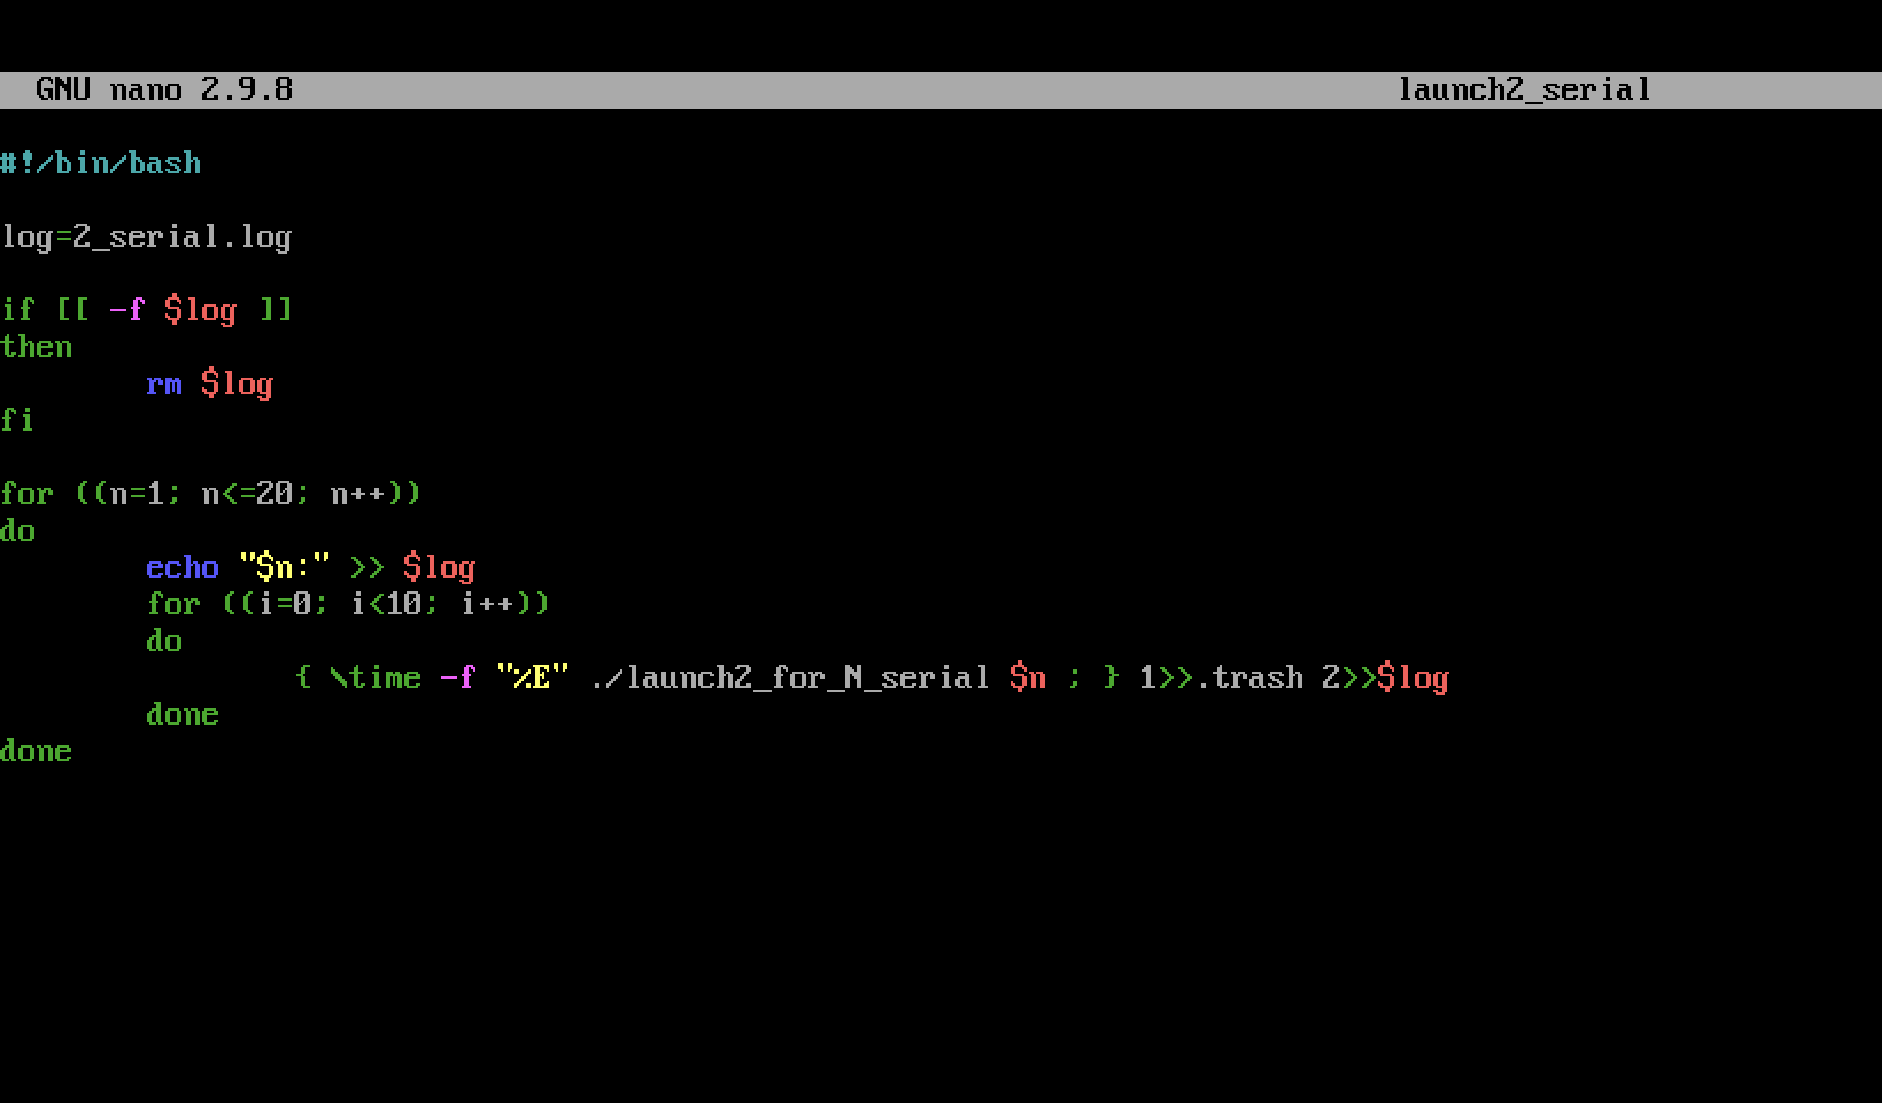 GNU nano 2.9.8 launch2_serial
#!/bin/bash
log=2_serial.log
if [[ -f $log ]]
then
rm $log
fi
for ((n=1; n<=20; n++))
do
echo "$n:" >> $log
for ((i=0; i<10; i++))
do
{ \time -f "%E" ./launch2_for_N_serial $n ; } 1>>.trash 2>>$log
done
done